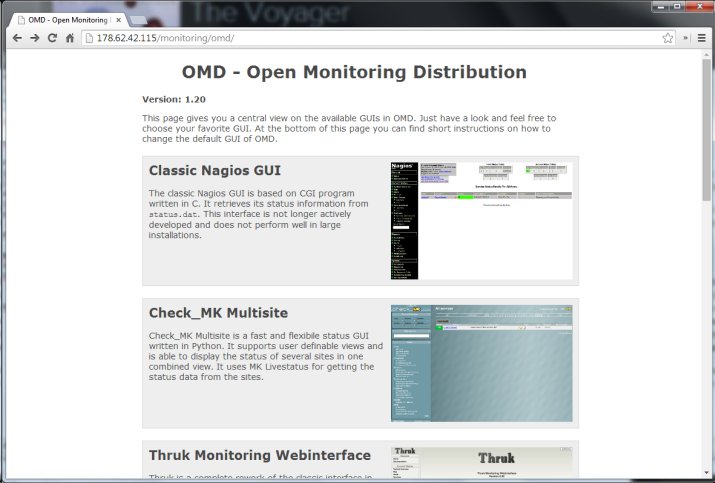 The Voyager
OMD - Open Monitoring
178.62.42.115/monitoring/omd/
OMD - Open Monitoring Distribution
Version: 1.20
This page gives you a central view on the available GUIs in OMD. Just have a look and feel free to
choose your favorite GUI. At the bottom of this page you can find short instructions on how to
change the default GUI of OMD.
Classic Nagios GUI
The classic Nagios GUI is based on CGI program
written in C. It retrieves its status information from
status.dat. This interface is not longer actively
developed and does not perform well in large
installations.
Nagios
Check_MK Multisite
Check_MK Multisite is a fast and flexibile status GUI
written in Python. It supports user definable views and
is able to display the status of several sites in one
combined view. It uses MK Livestatus for getting the
status data from the sites.
Thruk Monitoring Webinterface
Thruk is a complete rework of the classic interface in
Thruk
Thruk